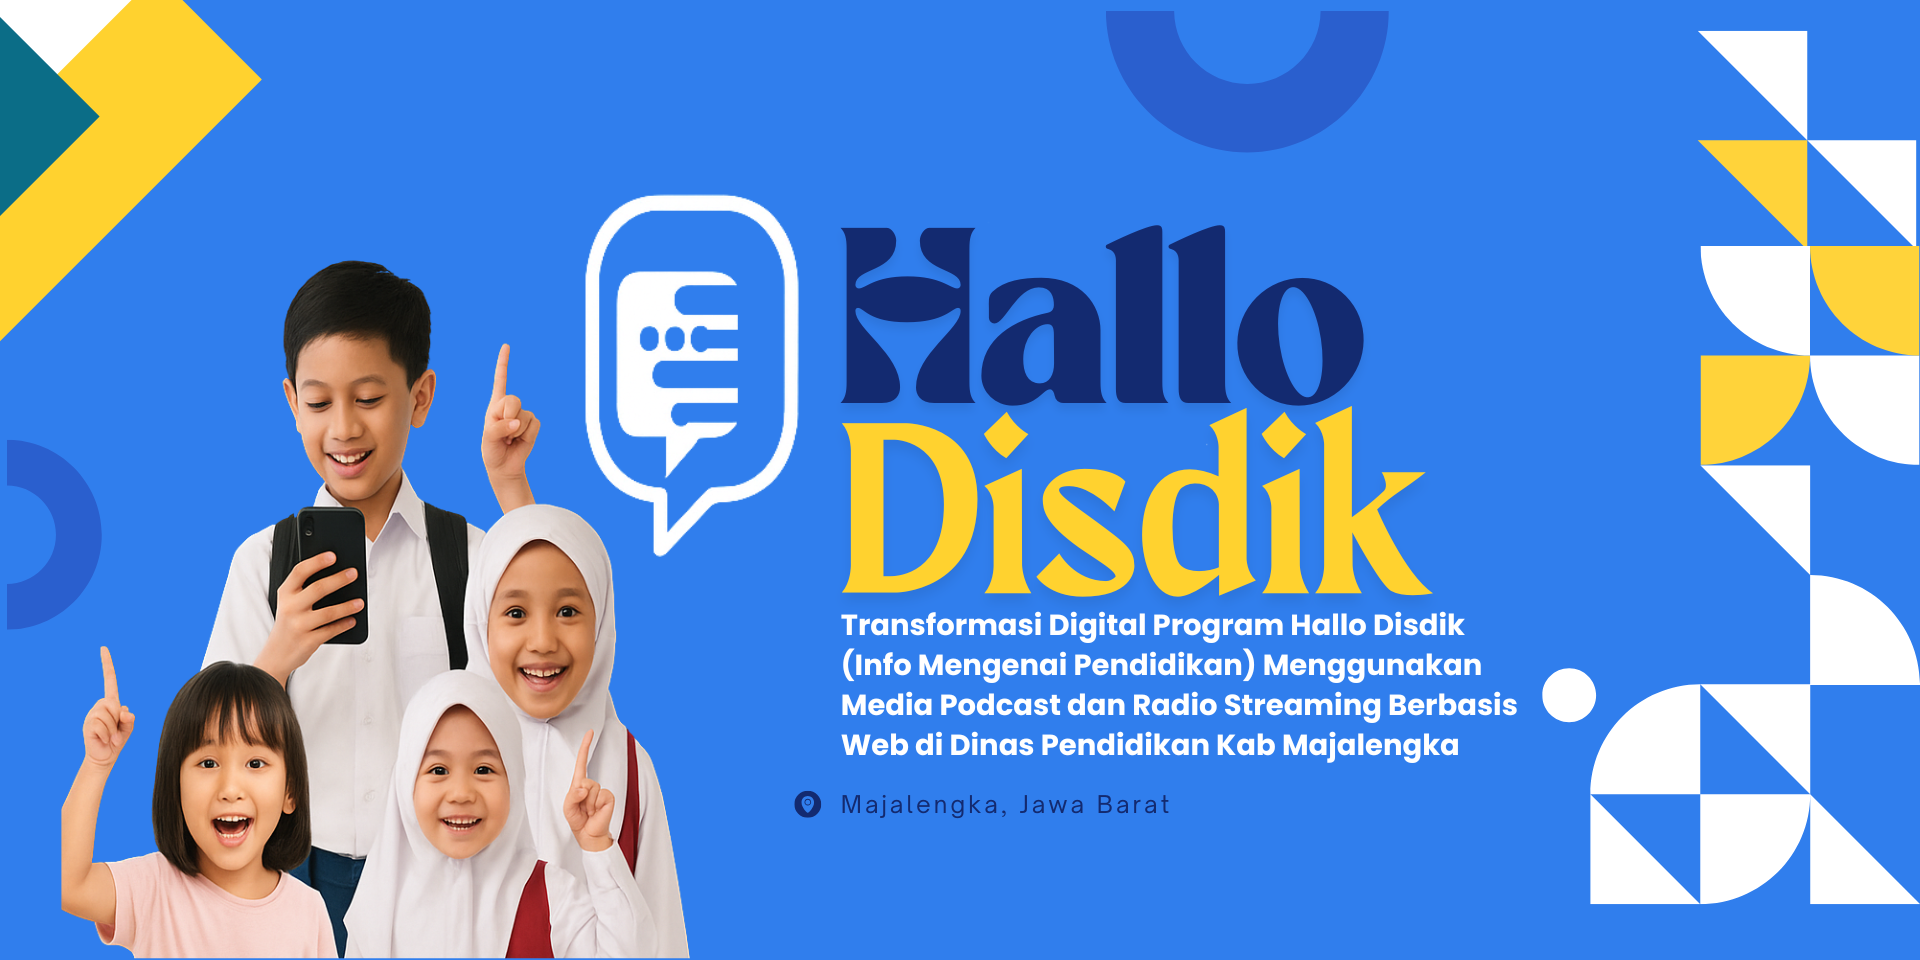 Hallo
Disdik
Transformasi Digital Program Hallo Disdik
(Info Mengenai Pendidikan) Menggunakan
Media Podcast dan Radio Streaming Berbasis
Web di Dinas Pendidikan Kab Majalengka
Majalengka, Jawa Barat